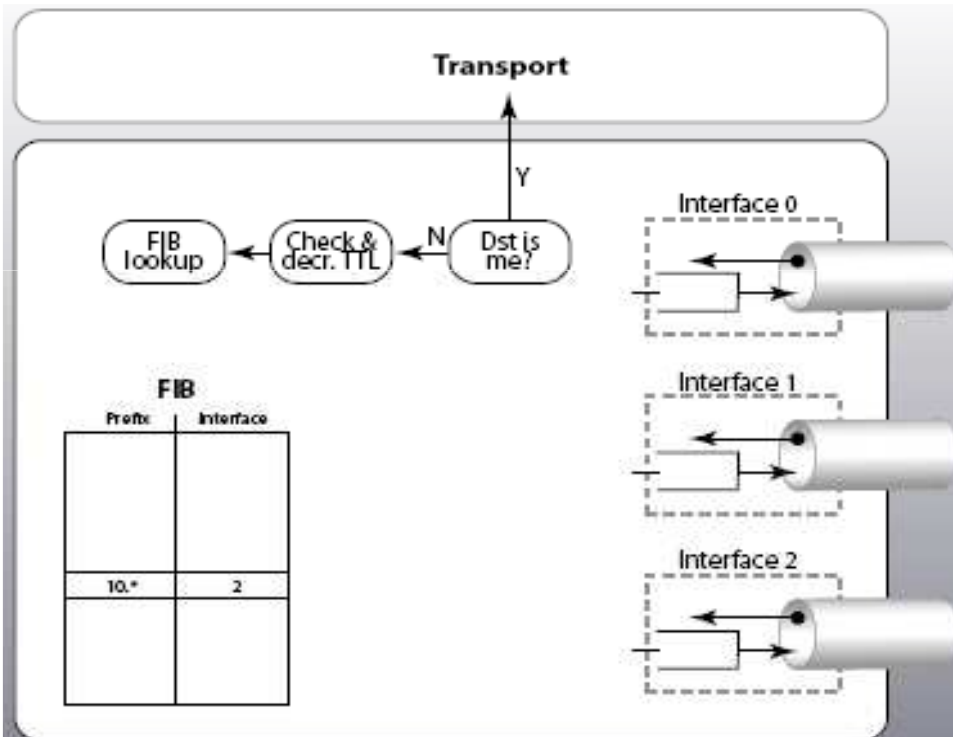 Transport
Y
Interface 0
FIB
lookup
Check &
decr. TTL
N
Dst is
me?
Interface 1
FIB
Prefix Interface
10.* 2
Interface 2